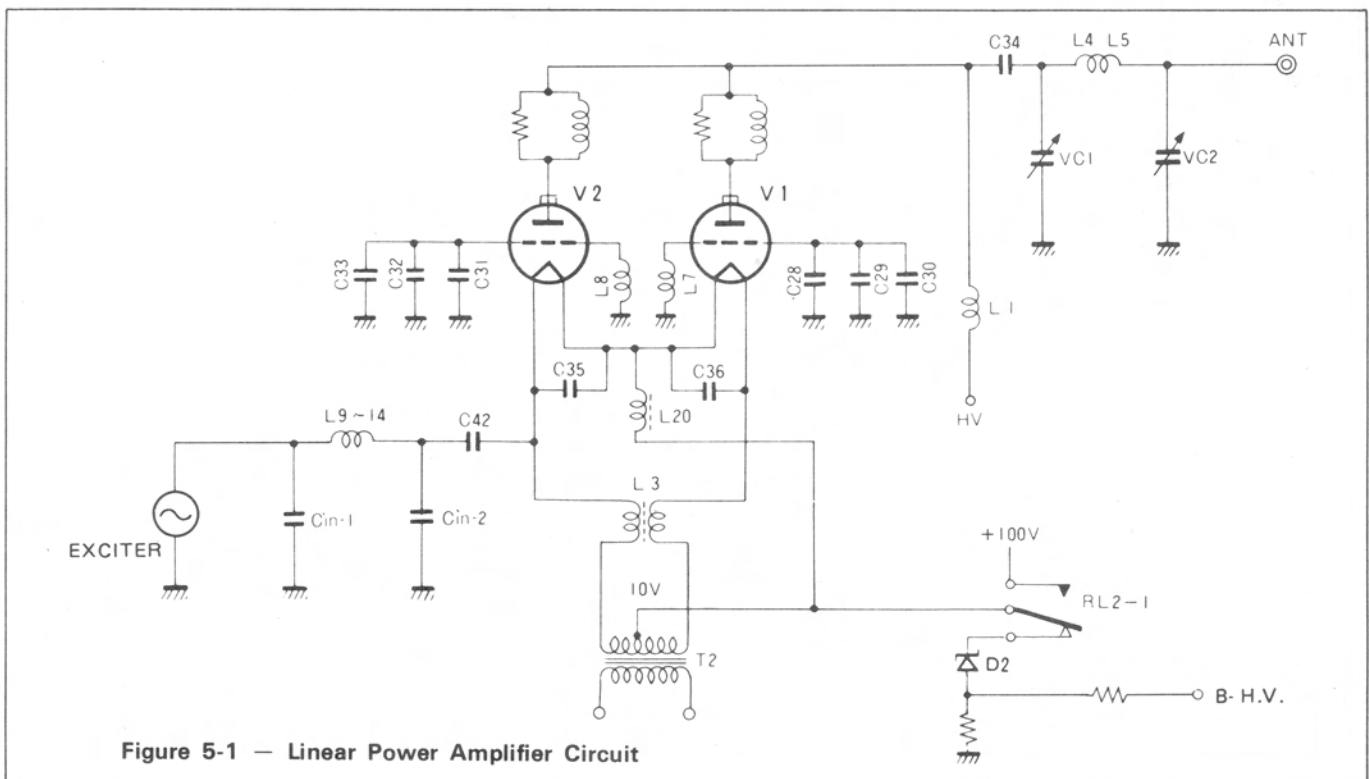 C34
L4 L5
ANT
VC1
VC2
V2
V1
C33
C32
C31
L8
L7
C28
C29
C30
L1
C35
C36
L20
HV
L9~14
C42
L3
Cin-1
Cin-2
EXCITER
+100V
10V
RL2-1
T2
D2
B- H.V.
Figure 5-1 — Linear Power Amplifier Circuit